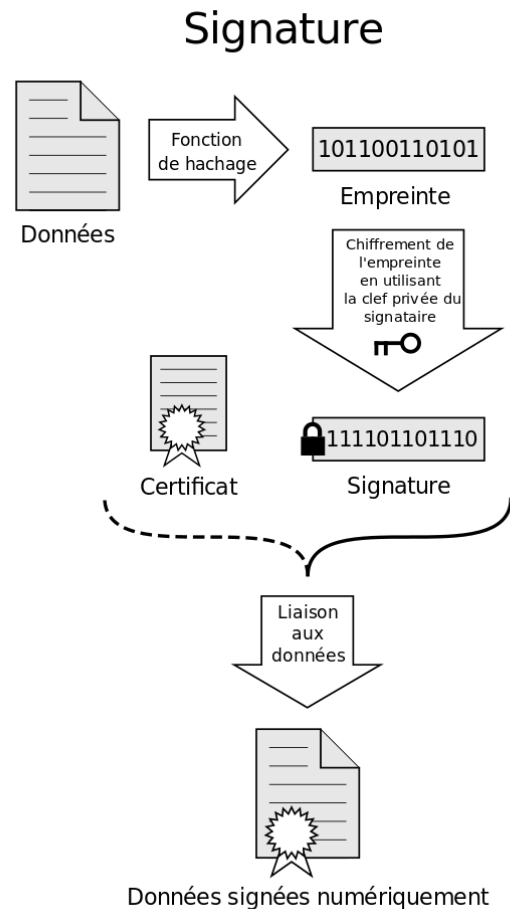 Signature
Fonction
de hachage
101100110101
Empreinte
Données
Chiffrement de
l'empreinte
en utilisant
la clef privée du
signataire
111101101110
Certificat
Signature
Liaison
aux
données
Données signées numériquement